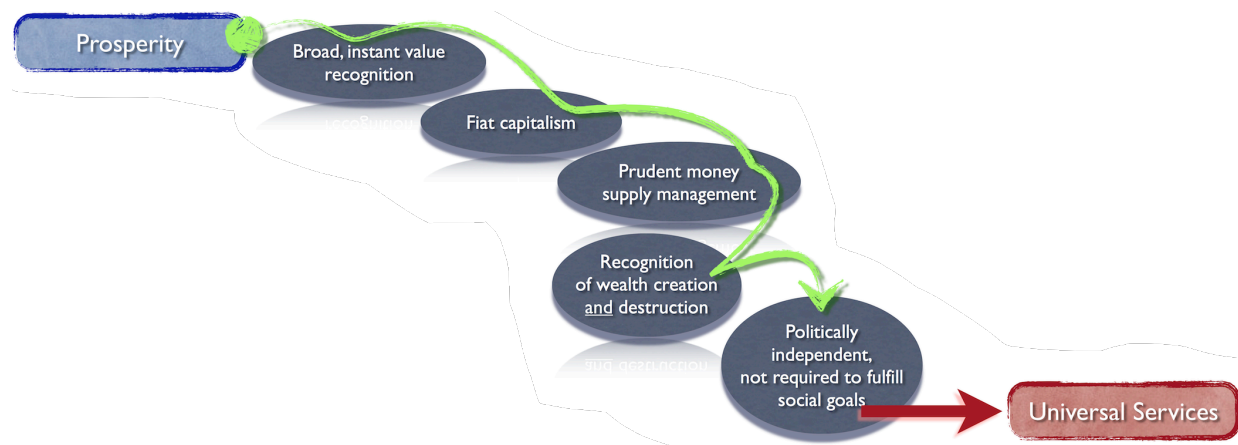 Prosperity
Broad, instant value
recognition
Fiat capitalism
Prudent money
supply management
Recognition
of wealth creation
and destruction
Politically
independent,
not required to fulfill
social goals
Universal Services